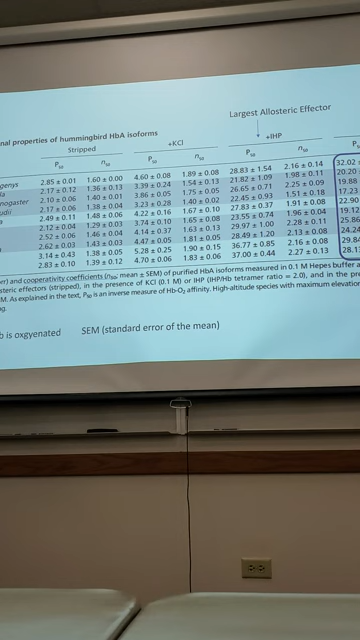 Largest Allosteric Effector
nal properties of hummingbird HbA isoforms
Stripped +KCl +IHP
P₅₀ n₅₀ P₅₀ n₅₀ P₅₀ n₅₀ P₅₀
genys 2.85 ± 0.01 1.60 ± 0.00 4.60 ± 0.08 1.89 ± 0.08 28.83 ± 1.54 2.16 ± 0.14 32.02
2.17 ± 0.12 1.36 ± 0.13 3.39 ± 0.24 1.54 ± 0.13 21.82 ± 1.09 1.98 ± 0.11 20.20
nogaster 2.10 ± 0.06 1.40 ± 0.01 3.86 ± 0.05 1.75 ± 0.05 26.65 ± 0.71 2.25 ± 0.09 19.88
udii 2.17 ± 0.06 1.38 ± 0.04 3.23 ± 0.28 1.40 ± 0.02 22.45 ± 0.93 1.51 ± 0.18 17.23
2.49 ± 0.11 1.48 ± 0.06 4.22 ± 0.16 1.67 ± 0.10 27.83 ± 0.37 1.91 ± 0.08 22.90
2.12 ± 0.04 1.29 ± 0.03 3.74 ± 0.10 1.65 ± 0.08 23.55 ± 0.74 1.96 ± 0.04 19.12
2.52 ± 0.06 1.46 ± 0.04 4.14 ± 0.37 1.63 ± 0.13 29.97 ± 1.00 2.28 ± 0.11 25.86
2.62 ± 0.03 1.43 ± 0.03 4.47 ± 0.05 1.81 ± 0.05 28.49 ± 1.20 2.13 ± 0.08 24.24
3.14 ± 0.43 1.38 ± 0.05 5.28 ± 0.25 1.90 ± 0.15 36.77 ± 0.85 2.16 ± 0.08 29.84
2.83 ± 0.10 1.39 ± 0.12 4.70 ± 0.06 1.83 ± 0.06 37.00 ± 0.44 2.27 ± 0.13 28.1
orr) and cooperativity coefficients (n₅₀; mean ± SEM) of purified HbA isoforms measured in 0.1 M Hepes buffer a
steric effectors (stripped), in the presence of KCl (0.1 M) or IHP (IHP/Hb tetramer ratio = 2.0), and in the pre
M. As explained in the text, P₅₀ is an inverse measure of Hb-O₂ affinity. High-altitude species with maximum elevation
ng.
b is oxygenated SEM (standard error of the mean)